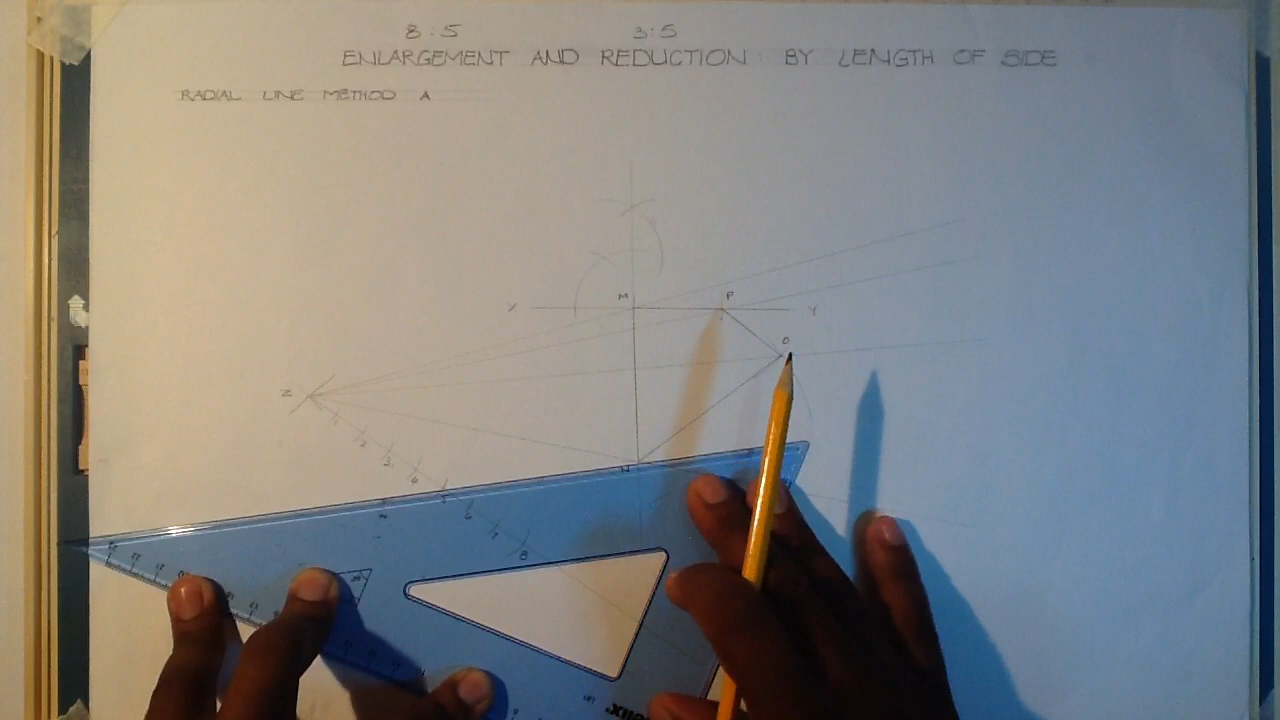 8:5 3:5
ENLARGEMENT AND REDUCTION: BY LENGTH OF SIDE
RADIAL LINE METHOD A
M P
X Y
O
Z
1
2
3
4
5
6
7
8
N